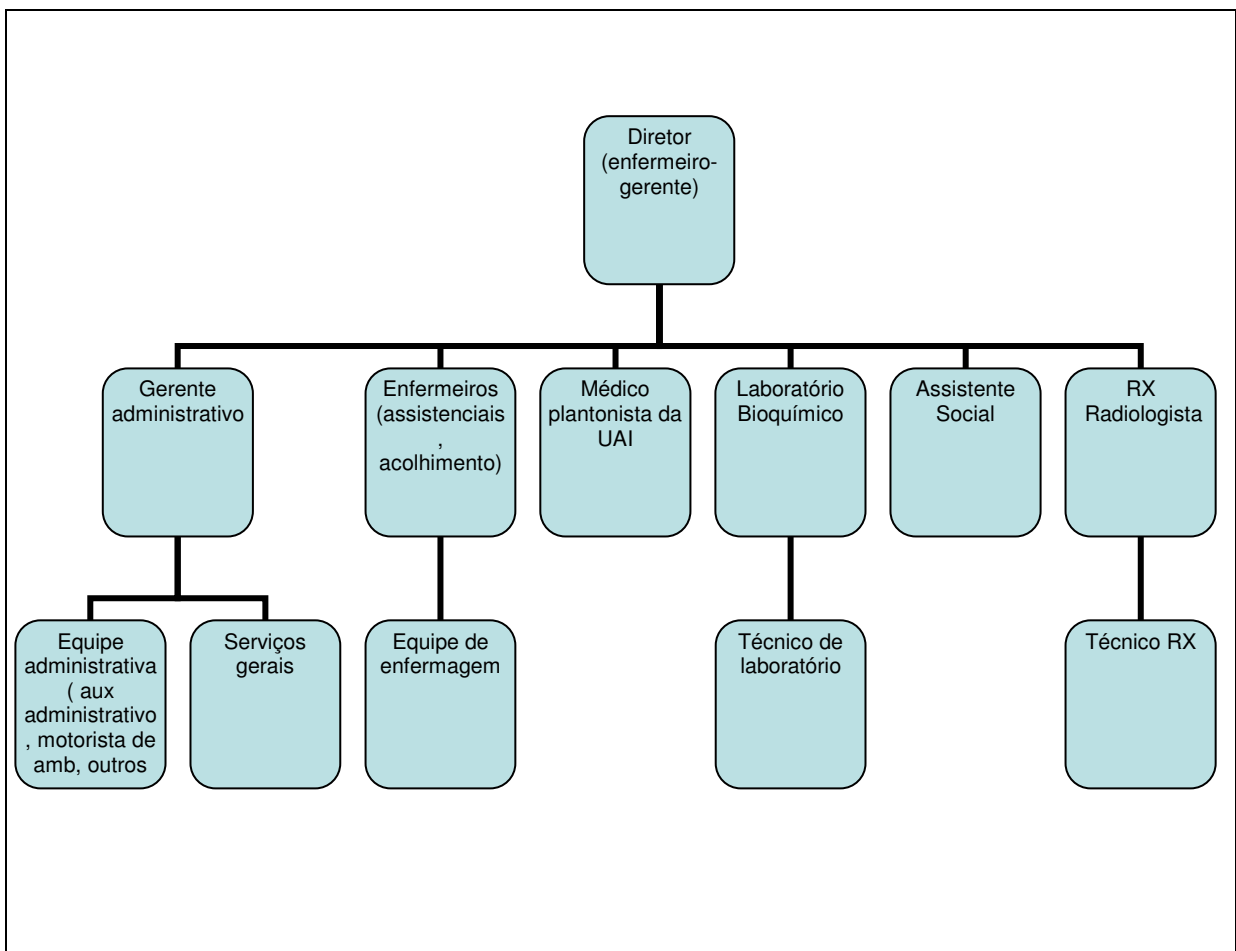 Diretor
(enfermeiro-
gerente)
Gerente
administrativo
Enfermeiros
(assistenciais
,
acolhimento)
Médico
plantonista da
UAI
Laboratório
Bioquímico
Assistente
Social
RX
Radiologista
Equipe
administrativa
( aux
administrativo
, motorista de
amb, outros
Serviços
gerais
Equipe de
enfermagem
Técnico de
laboratório
Técnico RX